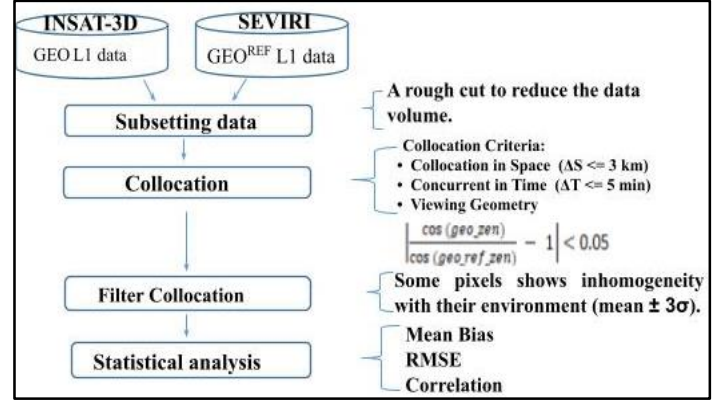 INSAT-3D
GEO L1 data
SEVIRI
GEO^REF L1 data
Subsetting data
A rough cut to reduce the data
volume.
Collocation
Collocation Criteria:
• Collocation in Space (ΔS <= 3 km)
• Concurrent in Time (ΔT <= 5 min)
• Viewing Geometry
|cos (geo_zen)
/cos (geo_ref_zen) − 1| < 0.05
Filter Collocation
Some pixels shows inhomogeneity
with their environment (mean ± 3σ).
Statistical analysis
Mean Bias
RMSE
Correlation